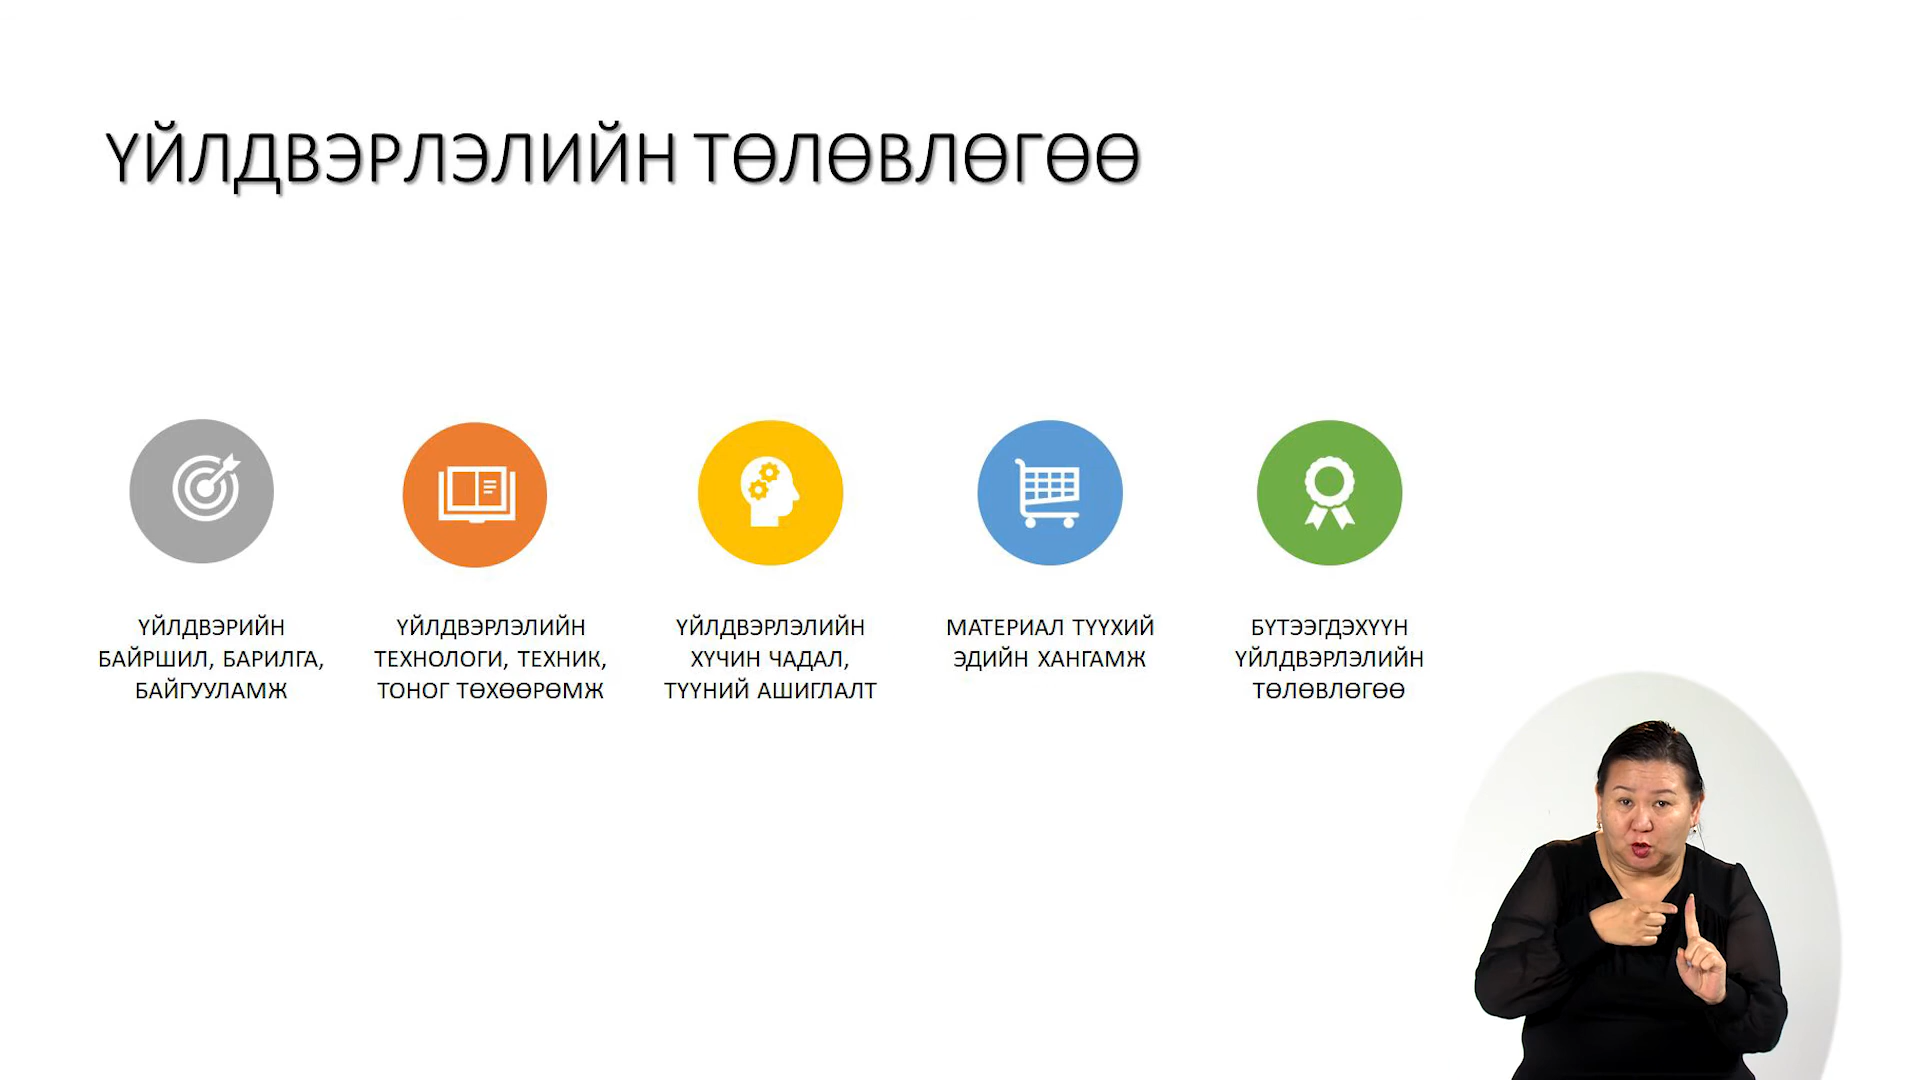 ҮЙЛДВЭРЛЭЛИЙН ТӨЛӨВЛӨГӨӨ
ҮЙЛДВЭРИЙН
БАЙРШИЛ, БАРИЛГА,
БАЙГУУЛАМЖ
ҮЙЛДВЭРЛЭЛИЙН
ТЕХНОЛОГИ, ТЕХНИК,
ТОНОГ ТӨХӨӨРӨМЖ
ҮЙЛДВЭРЛЭЛИЙН
ХҮЧИН ЧАДАЛ,
ТҮҮНИЙ АШИГЛАЛТ
МАТЕРИАЛ ТҮҮХИЙ
ЭДИЙН ХАНГАМЖ
БҮТЭЭГДЭХҮҮН
ҮЙЛДВЭРЛЭЛИЙН
ТӨЛӨВЛӨГӨӨ